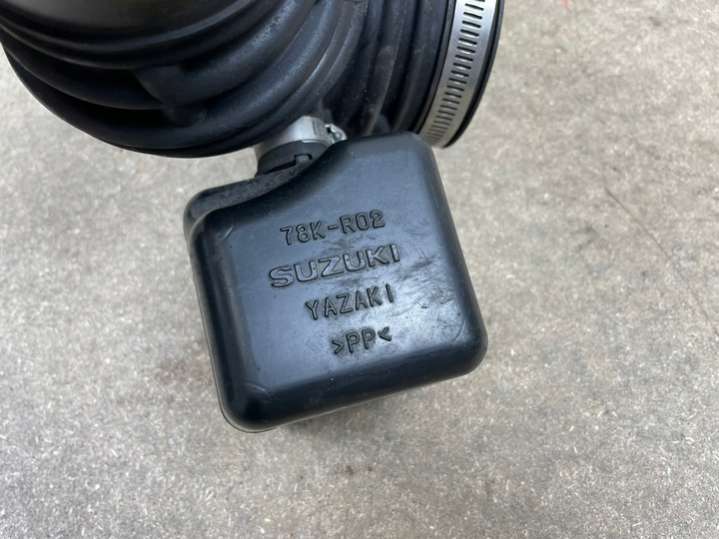 78K-R02
SUZUKI
YAZAKI
>PP<